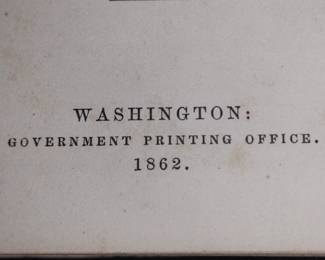 WASHINGTON:
GOVERNMENT PRINTING OFFICE.
1862.